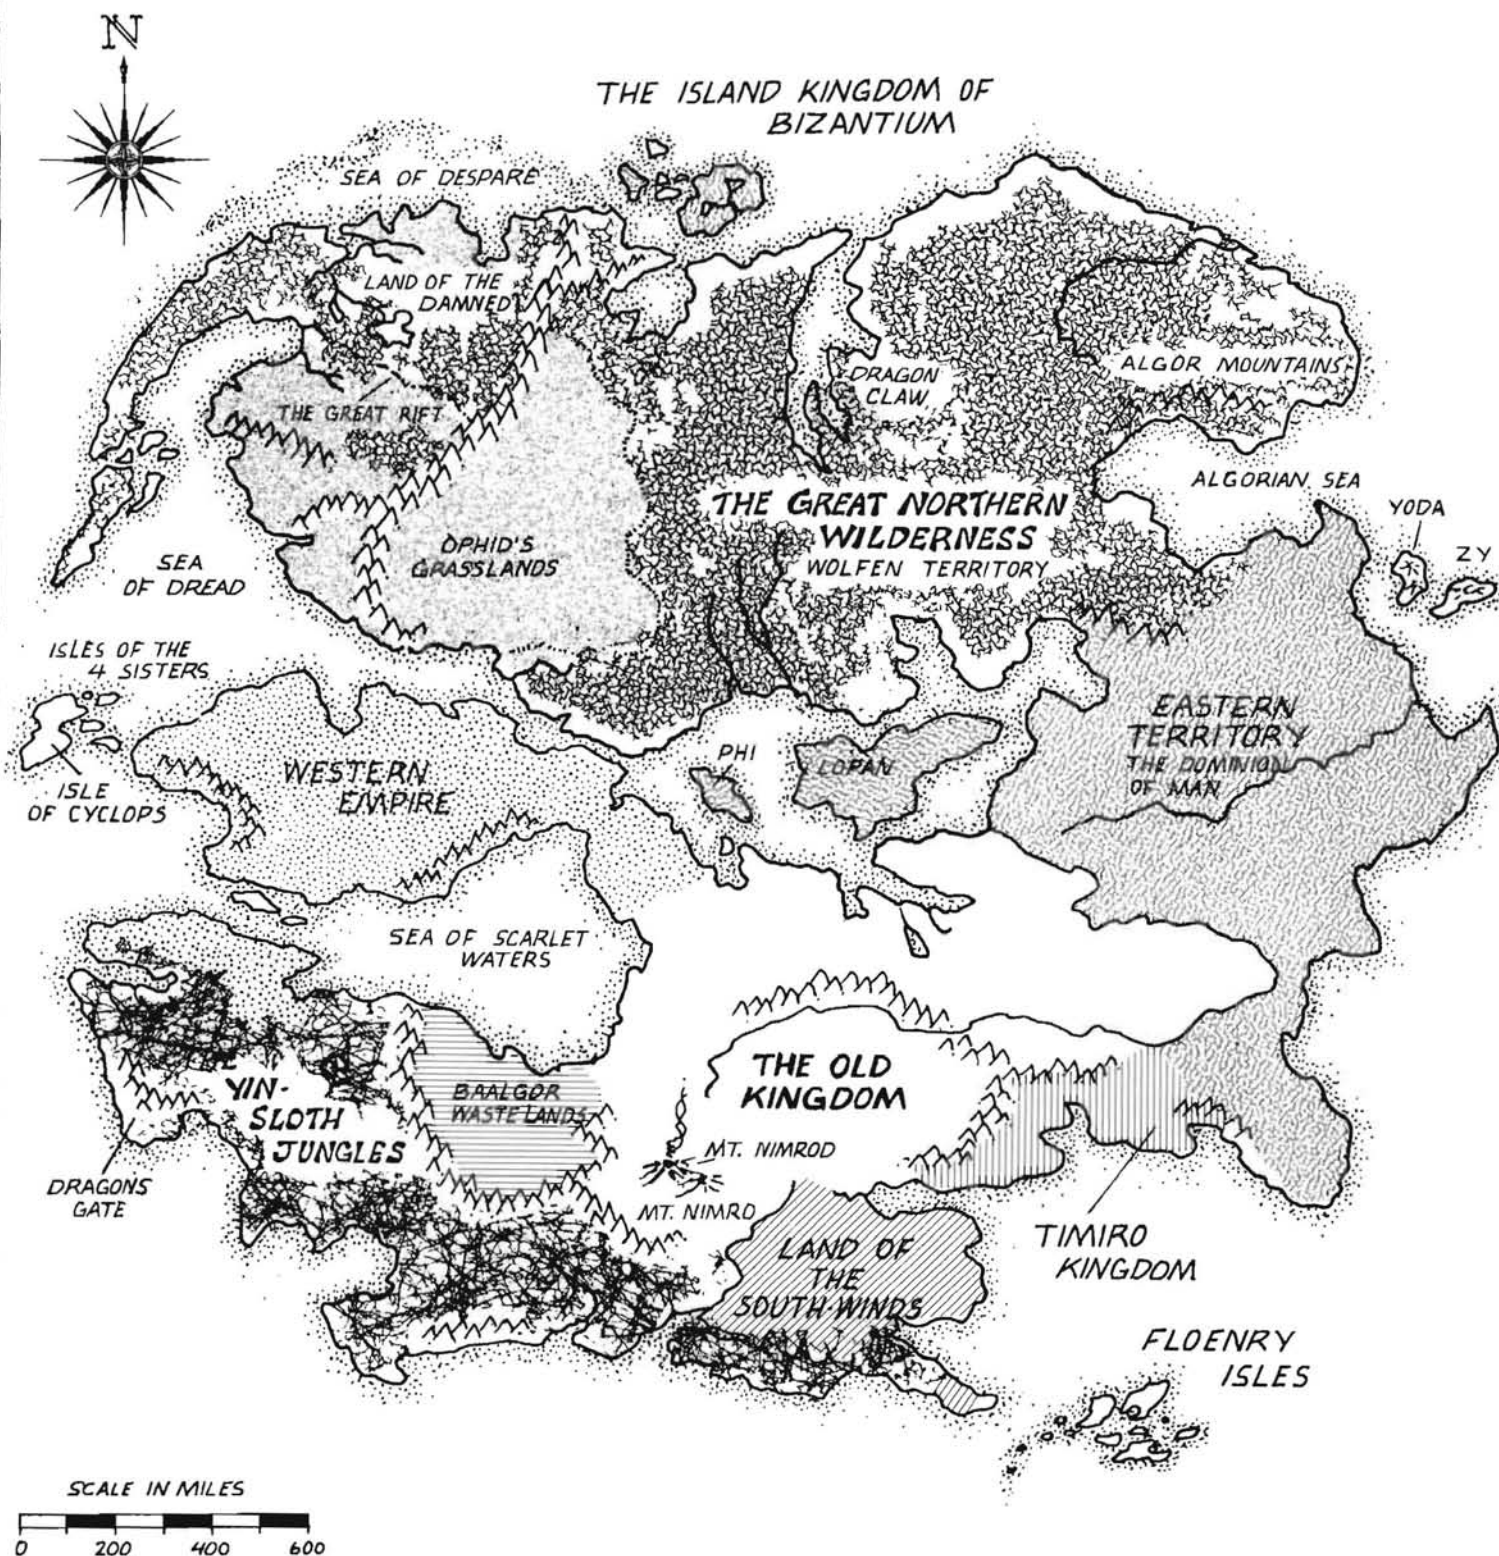 N
THE ISLAND KINGDOM OF
BIZANTIUM
SEA OF DESPARE
LAND OF THE
DAMNED
THE GREAT RIFT
DRAGON
CLAW
ALGOR MOUNTAINS
ALGORIAN SEA
YODA
ZY
THE GREAT NORTHERN
WILDERNESS
WOLFEN TERRITORY
OPHID'S
GRASSLANDS
SEA
OF DREAD
ISLES OF THE
4 SISTERS
ISLE
OF CYCLOPS
WESTERN
EMPIRE
PHI
LOPAN
EASTERN
TERRITORY
THE DOMINION
OF MAN
SEA OF SCARLET
WATERS
YIN-
SLOTH
JUNGLES
BAALGOR
WASTELANDS
THE OLD
KINGDOM
MT. NIMROD
MT. NIMRO
DRAGONS
GATE
LAND OF
THE
SOUTH·WINDS
TIMIRO
KINGDOM
FLOENRY
ISLES
SCALE IN MILES
0 200 400 600